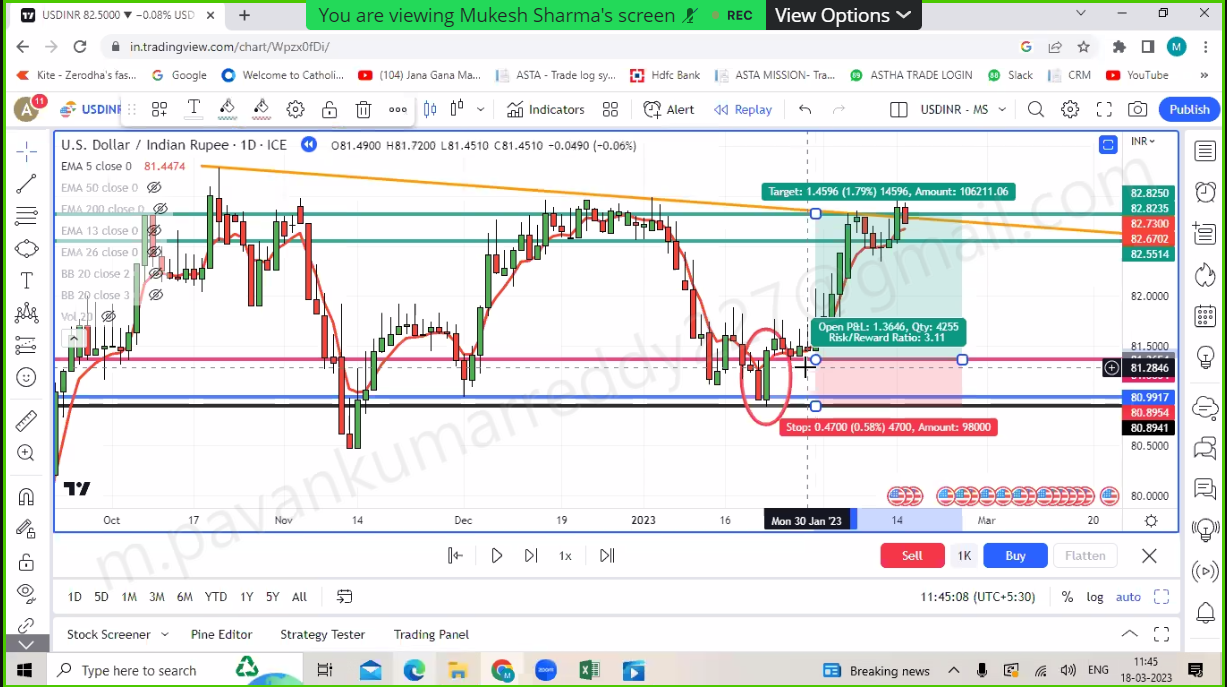 USDINR 82.5000 ▼ −0.08% USD
You are viewing Mukesh Sharma's screen
REC
View Options
in.tradingview.com/chart/Wpzx0fDi/
M
Kite - Zerodha's fas...
Google
Welcome to Catholi...
(104) Jana Gana Ma...
ASTA - Trade log sy...
Hdfc Bank
ASTA MISSION- Tra...
ASTHA TRADE LOGIN
Slack
CRM
YouTube
»
A
11
USDINR
T
Indicators
Alert
Replay
USDINR - MS
Publish
U.S. Dollar / Indian Rupee · 1D · ICE
O81.4900 H81.7200 L81.4510 C81.4510 −0.0490 (−0.06%)
INR
EMA 5 close 0 81.4474
EMA 50 close 0
EMA 200 close 0
EMA 13 close 0
EMA 26 close 0
BB 20 close 2
BB 20 close 3
Vol 20
Target: 1.4596 (1.79%) 14596, Amount: 106211.06
Open P&L: 1.3646, Qty: 4255
Risk/Reward Ratio: 3.11
Stop: 0.4700 (0.58%) 4700, Amount: 98000
82.8250
82.8235
82.7300
82.6702
82.5514
82.0000
81.5000
81.2846
80.9917
80.8954
80.8941
80.5000
80.0000
m.pavankumarreddy227@gmail.com
Oct
17
Nov
14
Dec
19
2023
16
Mon 30 Jan '23
14
Mar
20
1x
Sell
1K
Buy
Flatten
1D
5D
1M
3M
6M
YTD
1Y
5Y
All
11:45:08 (UTC+5:30)
%
log
auto
Stock Screener
Pine Editor
Strategy Tester
Trading Panel
Type here to search
zoom
Breaking news
ENG
11:45
18-03-2023